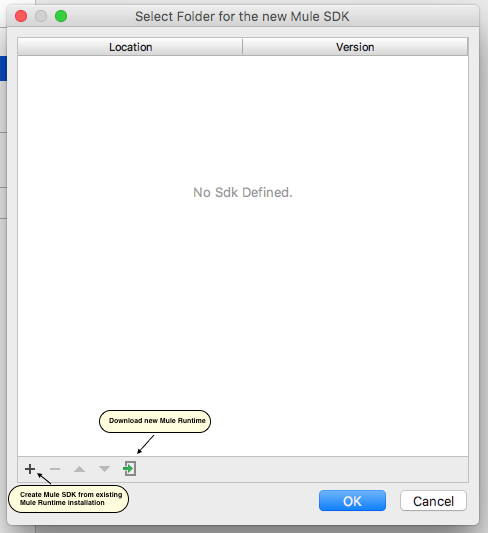 Select Folder for the new Mule SDK
Location Version
No Sdk Defined.
Download new Mule Runtime
Create Mule SDK from existing
Mule Runtime installation
OK Cancel